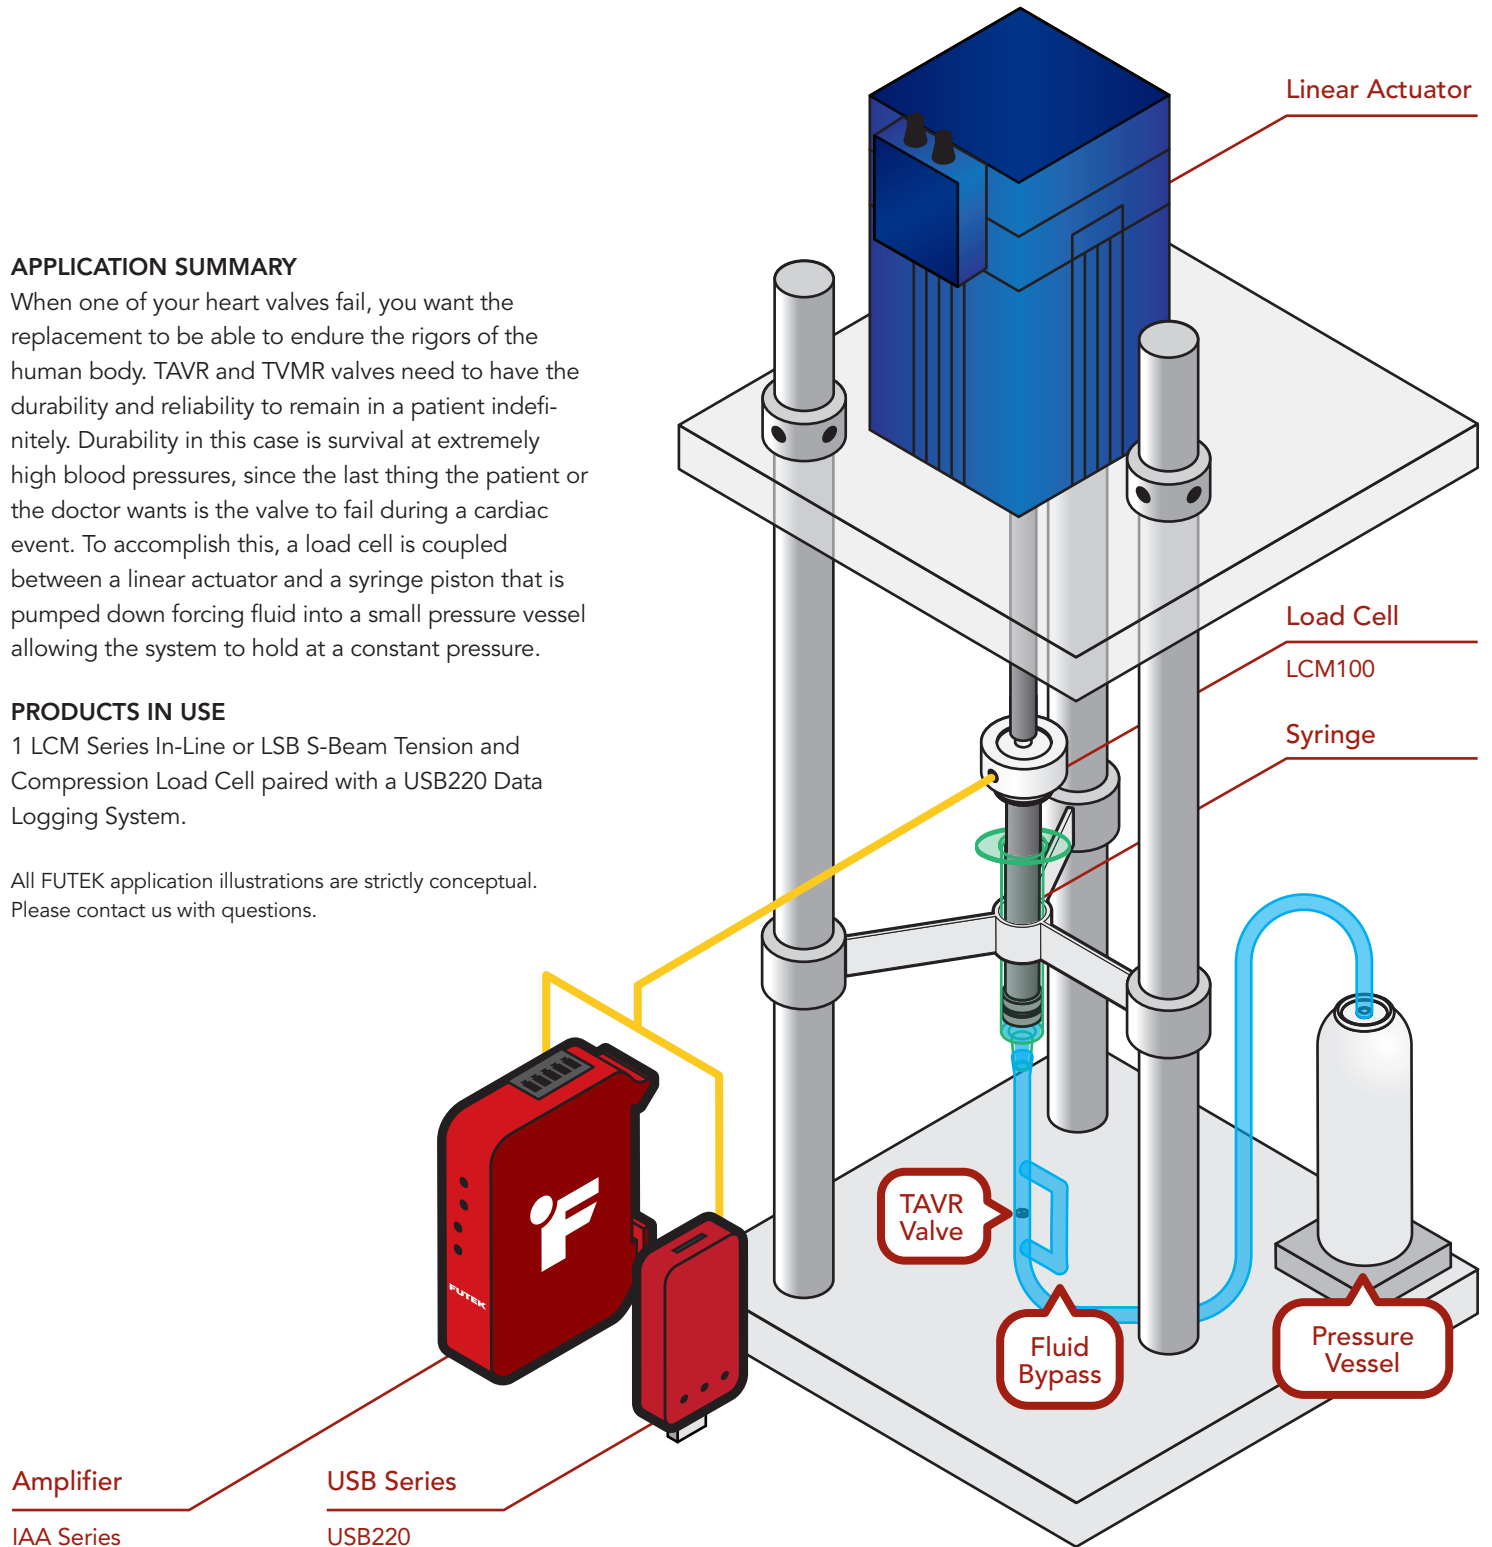 Linear Actuator
APPLICATION SUMMARY
When one of your heart valves fail, you want the
replacement to be able to endure the rigors of the
human body. TAVR and TVMR valves need to have the
durability and reliability to remain in a patient indefi-
nitely. Durability in this case is survival at extremely
high blood pressures, since the last thing the patient or
the doctor wants is the valve to fail during a cardiac
event. To accomplish this, a load cell is coupled
between a linear actuator and a syringe piston that is
pumped down forcing fluid into a small pressure vessel
allowing the system to hold at a constant pressure.
PRODUCTS IN USE
1 LCM Series In-Line or LSB S-Beam Tension and
Compression Load Cell paired with a USB220 Data
Logging System.
All FUTEK application illustrations are strictly conceptual.
Please contact us with questions.
Load Cell
LCM100
Syringe
TAVR
Valve
Fluid
Bypass
Pressure
Vessel
FUTEK
Amplifier
IAA Series
USB Series
USB220